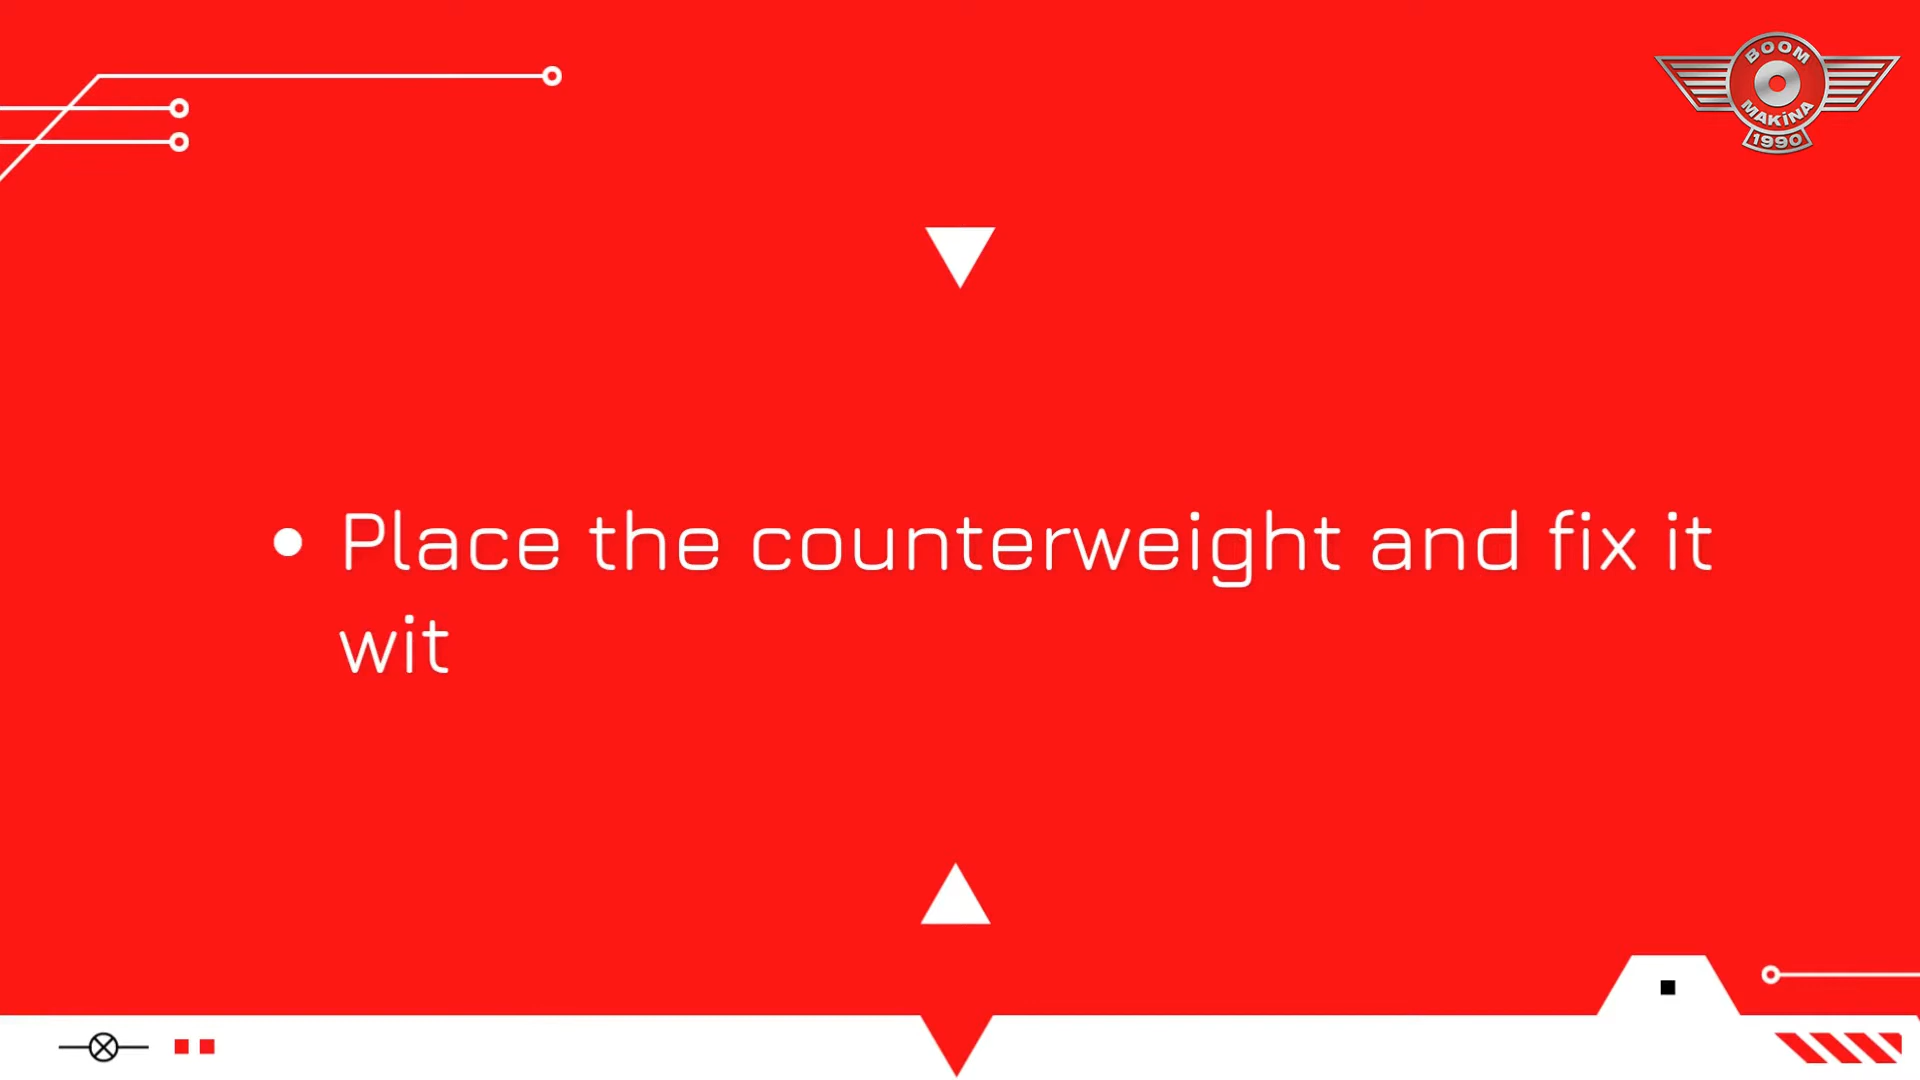 BOOM
MAKİNA
1990
• Place the counterweight and fix it
wit